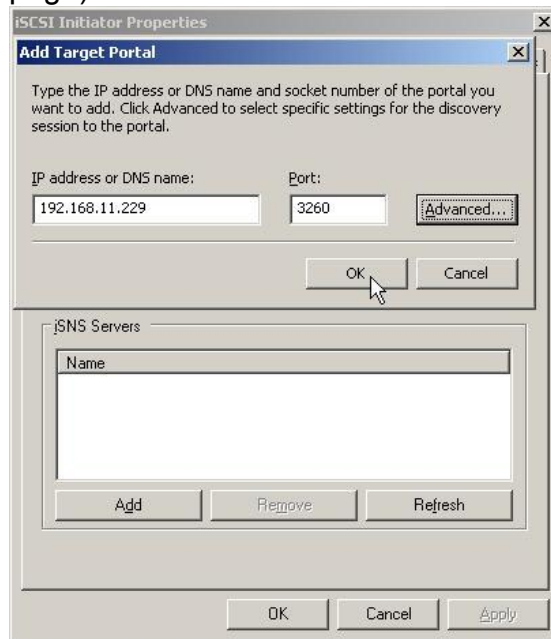 page)
iSCSI Initiator Properties
Add Target Portal
Type the IP address or DNS name and socket number of the portal you
want to add. Click Advanced to select specific settings for the discovery
session to the portal.
IP address or DNS name:
Port:
192.168.11.229
3260
Advanced...
OK
Cancel
iSNS Servers
Name
Add
Remove
Refresh
OK
Cancel
Apply